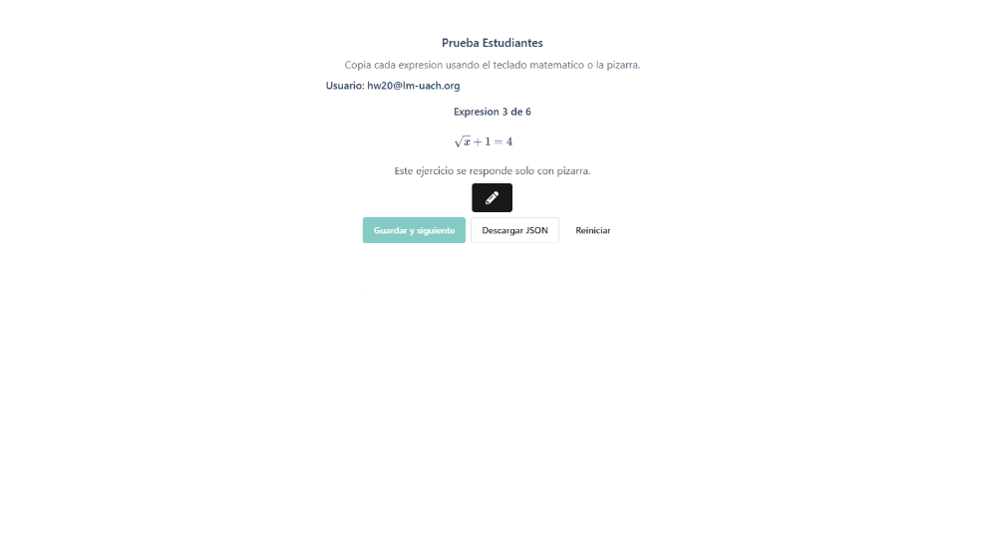 Prueba Estudiantes
Copia cada expresion usando el teclado matematico o la pizarra.
Usuario: hw20@lm-uach.org
Expresion 3 de 6
√x + 1 = 4
Este ejercicio se responde solo con pizarra.
Guardar y siguiente Descargar JSON Reiniciar